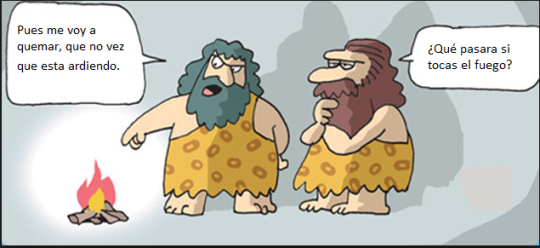 Pues me voy a
quemar, que no vez
que esta ardiendo.
¿Qué pasara si
tocas el fuego?